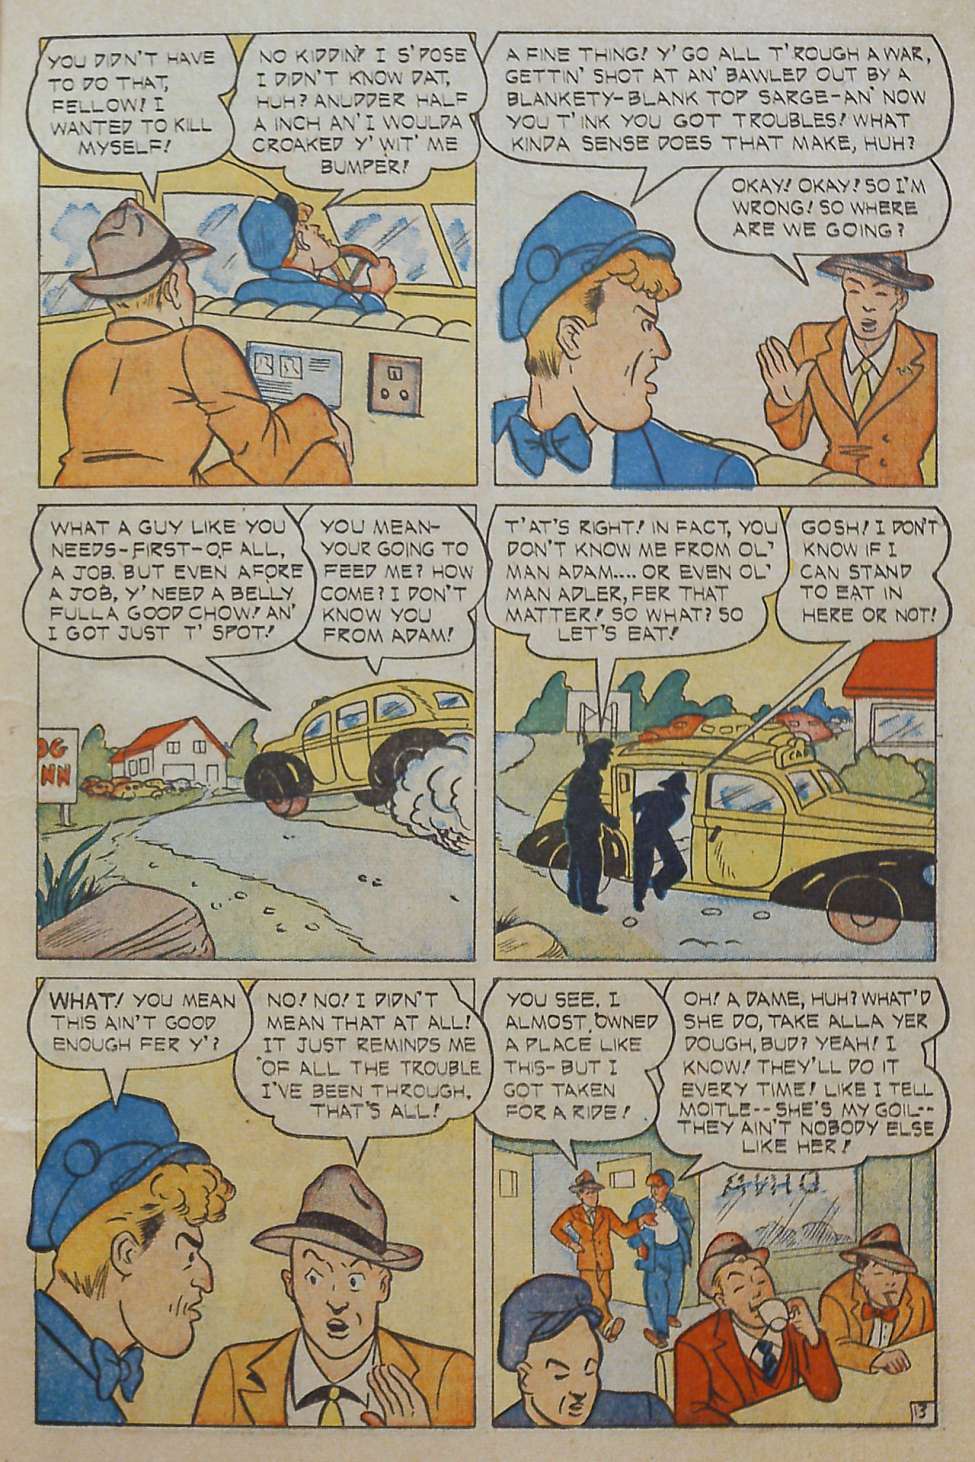 YOU DIDN'T HAVE
TO DO THAT,
FELLOW! I
WANTED TO KILL
MYSELF!
NO KIDDIN'? I S'POSE
I DIDN'T KNOW DAT,
HUH? ANUDDER HALF
A INCH AN' I WOULDA
CROAKED Y' WIT' ME
BUMPER!
A FINE THING! Y' GO ALL T'ROUGH A WAR,
GETTIN' SHOT AT AN' BAWLED OUT BY A
BLANKETY-BLANK TOP SARGE-AN' NOW
YOU T'INK YOU GOT TROUBLES! WHAT
KINDA SENSE DOES THAT MAKE, HUH?
OKAY! OKAY! SO I'M
WRONG! SO WHERE
ARE WE GOING?
WHAT A GUY LIKE YOU
NEEDS-FIRST-OF ALL,
A JOB. BUT EVEN AFORE
A JOB, Y' NEED A BELLY
FULLA GOOD CHOW! AN'
I GOT JUST T' SPOT!
YOU MEAN-
YOUR GOING TO
FEED ME? HOW
COME? I DON'T
KNOW YOU
FROM ADAM!
OG
NN
T'AT'S RIGHT! IN FACT, YOU
DON'T KNOW ME FROM OL'
MAN ADAM.... OR EVEN OL'
MAN ADLER, FER THAT
MATTER! SO WHAT? SO
LET'S EAT!
GOSH! I DON'T
KNOW IF I
CAN STAND
TO EAT IN
HERE OR NOT!
CAB
WHAT! YOU MEAN
THIS AIN'T GOOD
ENOUGH FER Y'?
NO! NO! I DIDN'T
MEAN THAT AT ALL!
IT JUST REMINDS ME
OF ALL THE TROUBLE
I'VE BEEN THROUGH.
THAT'S ALL!
YOU SEE, I
ALMOST OWNED
A PLACE LIKE
THIS-BUT I
GOT TAKEN
FOR A RIDE!
OH! A DAME, HUH? WHAT'D
SHE DO, TAKE ALLA YER
DOUGH, BUD? YEAH! I
KNOW! THEY'LL DO IT
EVERY TIME! LIKE I TELL
MOITLE--SHE'S MY GOIL--
THEY AIN'T NOBODY ELSE
LIKE HER!
13